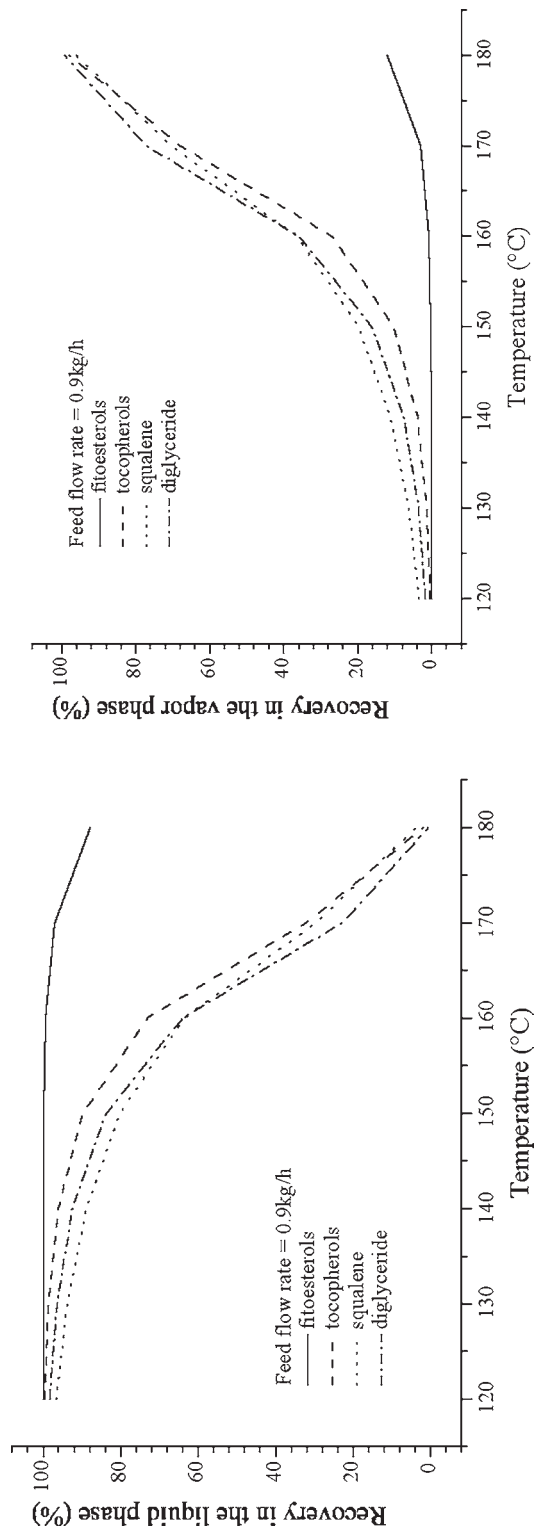 Recovery in the liquid phase (%)
100
80
60
40
20
0
Feed flow rate = 0.9kg/h
fitoesterols
tocopherols
squalene
diglyceride
120 130 140 150 160 170 180
Temperature (°C)
Recovery in the vapor phase (%)
100
80
60
40
20
0
Feed flow rate = 0.9kg/h
fitoesterols
tocopherols
squalene
diglyceride
120 130 140 150 160 170 180
Temperature (°C)